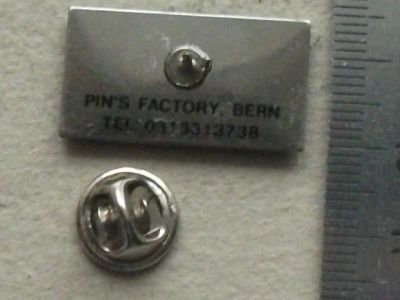 PIN'S FACTORY, BERN
TEL. 0313313738